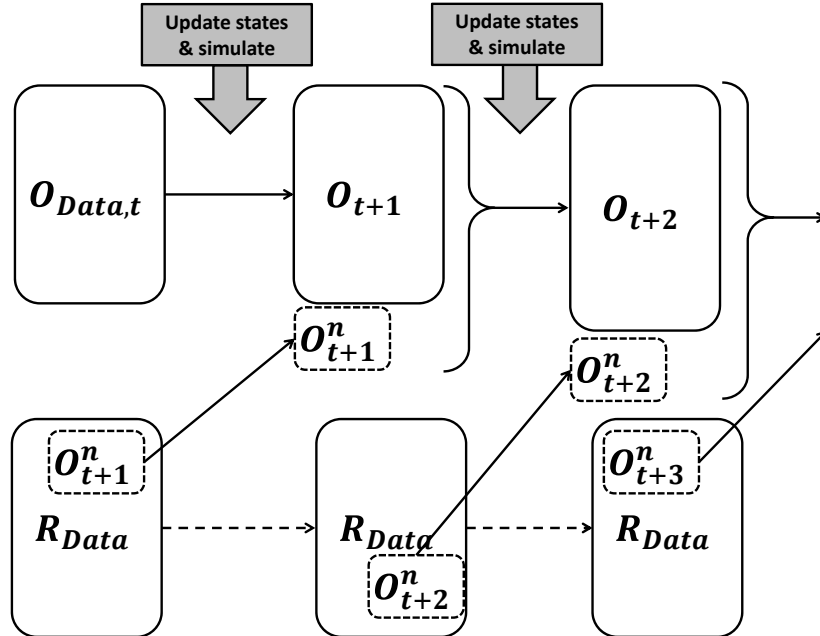 Update states
& simulate
Update states
& simulate
O_{Data,t}
O_{t+1}
O_{t+2}
O^n_{t+1}
O^n_{t+2}
O^n_{t+1}
R_{Data}
R_{Data}
O^n_{t+2}
O^n_{t+3}
R_{Data}